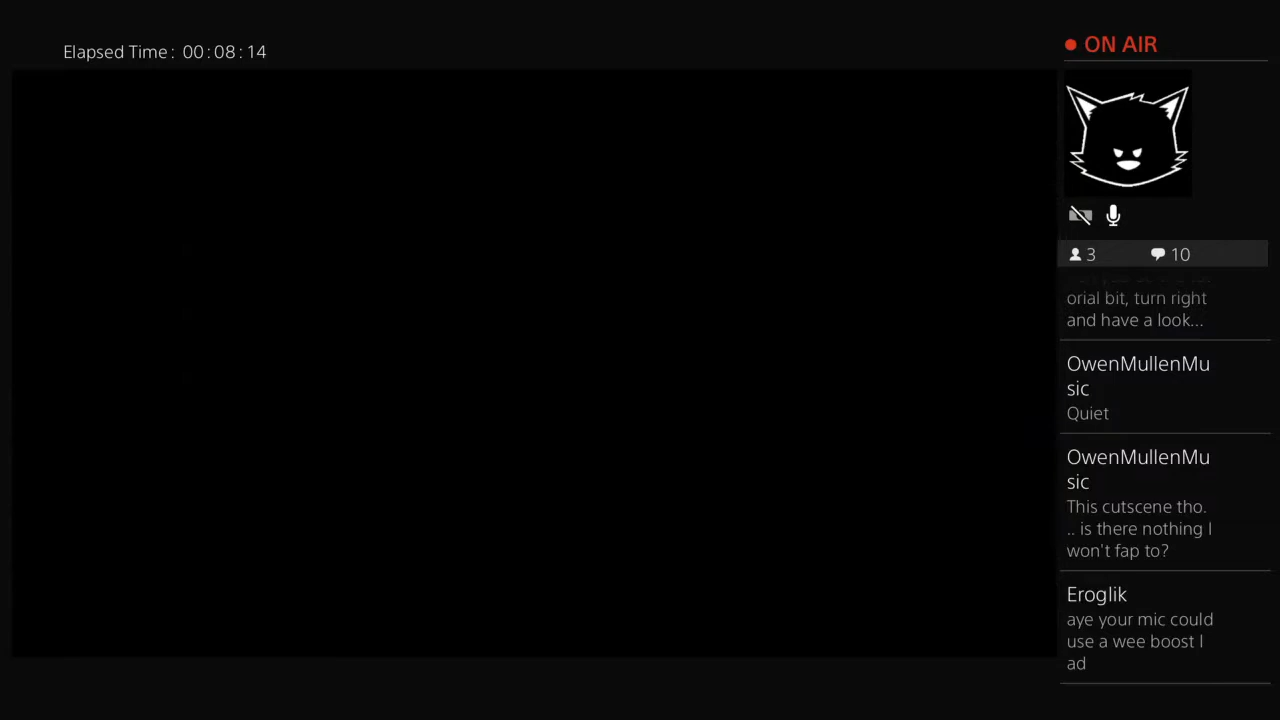 Elapsed Time: 00:08:14
ON AIR
3 10
orial bit, turn right
and have a look...
OwenMullenMu
sic
Quiet
OwenMullenMu
sic
This cutscene tho.
.. is there nothing I
won't fap to?
Eroglik
aye your mic could
use a wee boost l
ad